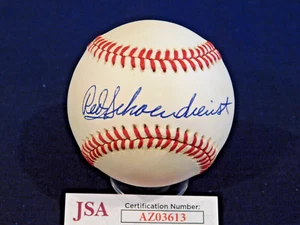 Red Schoendienst
JSA
Certification Number:
AZ03613